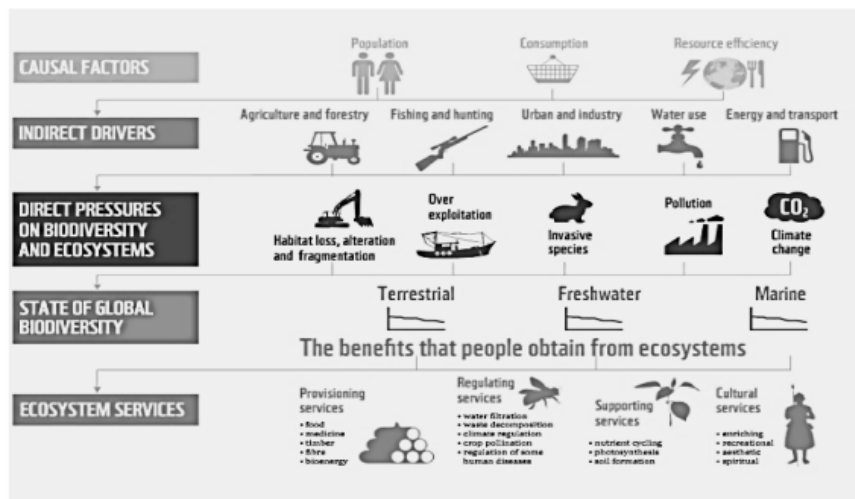 Population
Consumption
Resource efficiency
CAUSAL FACTORS
Agriculture and forestry
Fishing and hunting
Urban and industry
Water use
Energy and transport
INDIRECT DRIVERS
DIRECT PRESSURES
ON BIODIVERSITY
AND ECOSYSTEMS
Habitat loss, alteration
and fragmentation
Over
exploitation
Invasive
species
Pollution
CO₂
Climate
change
STATE OF GLOBAL
BIODIVERSITY
Terrestrial
Freshwater
Marine
The benefits that people obtain from ecosystems
ECOSYSTEM SERVICES
Provisioning
services
• food
• medicine
• timber
• fibre
• bioenergy
Regulating
services
• water filtration
• waste decomposition
• climate regulation
• crop pollination
• regulation of some
human diseases
Supporting
services
• nutrient cycling
• photosynthesis
• soil formation
Cultural
services
• enriching
• recreational
• aesthetic
• spiritual